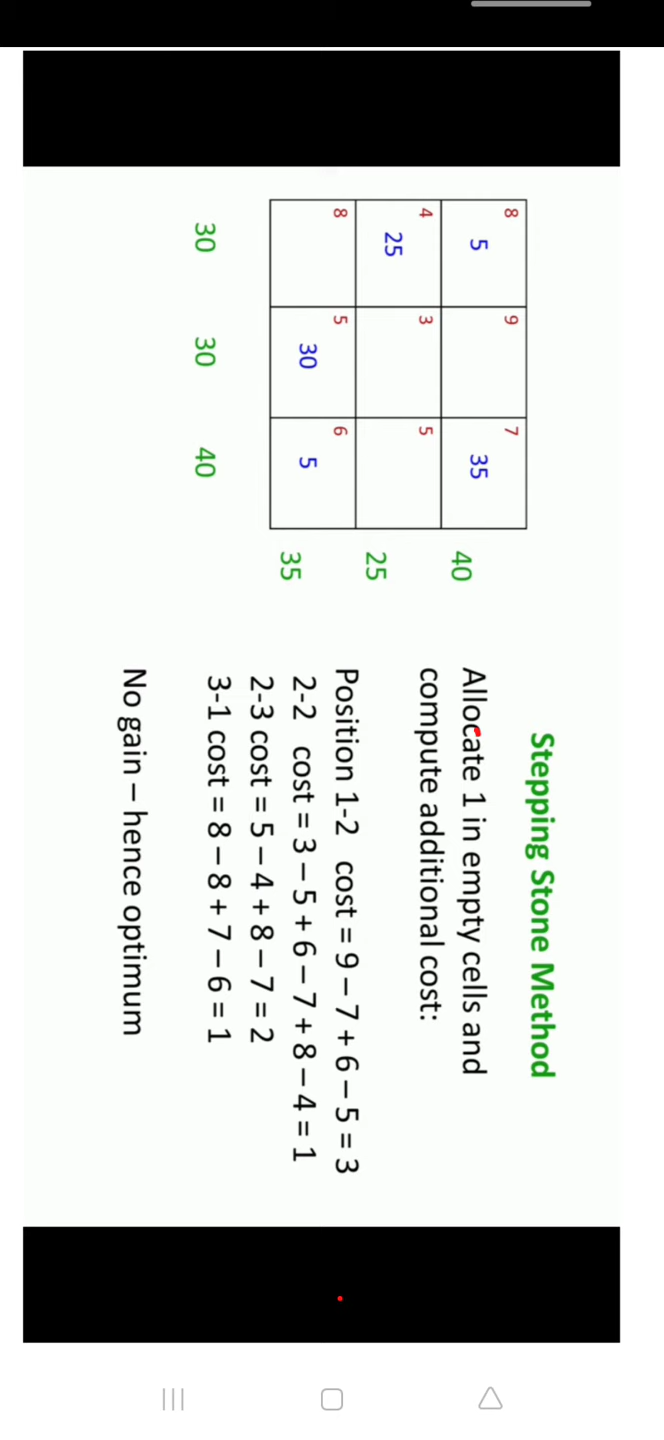 Stepping Stone Method
8 9 7
5 35 40
4 3 5
25 25
8 5 6
30 5 35
30 30 40
Allocate 1 in empty cells and
compute additional cost:
Position 1-2 cost = 9 – 7 + 6 – 5 = 3
2-2 cost = 3 – 5 + 6 – 7 + 8 – 4 = 1
2-3 cost = 5 – 4 + 8 – 7 = 2
3-1 cost = 8 – 8 + 7 – 6 = 1
No gain – hence optimum